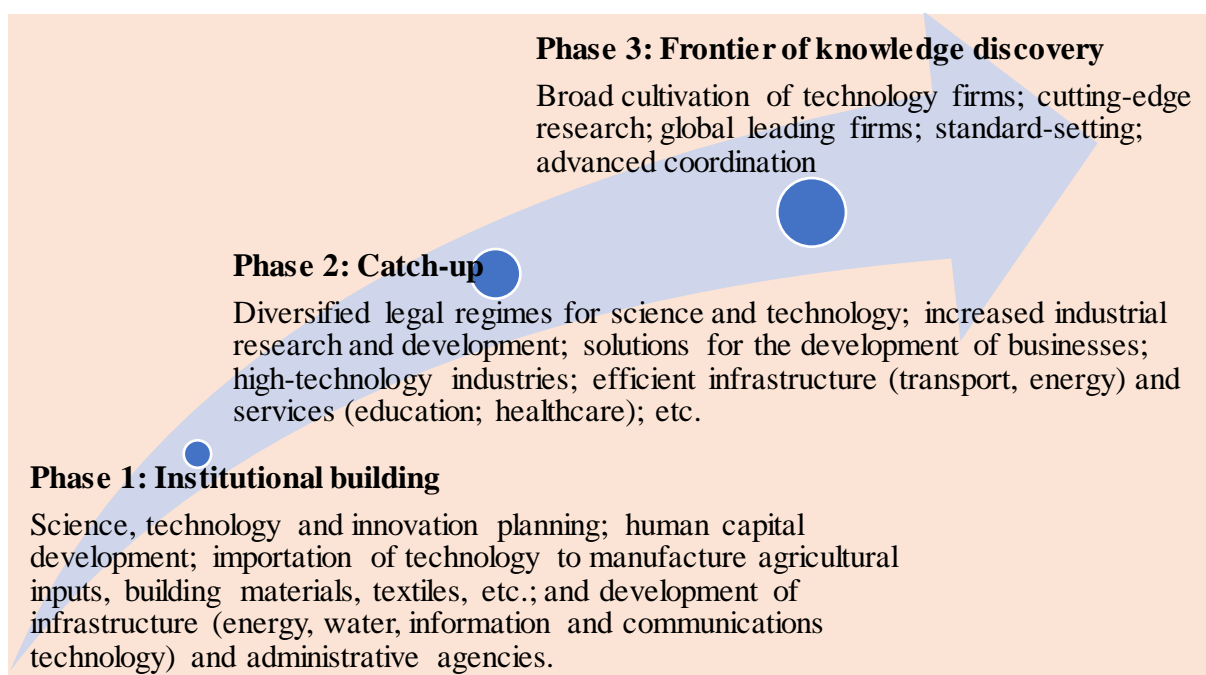 Phase 3: Frontier of knowledge discovery
Broad cultivation of technology firms; cutting-edge
research; global leading firms; standard-setting;
advanced coordination
Phase 2: Catch-up
Diversified legal regimes for science and technology; increased industrial
research and development; solutions for the development of businesses;
high-technology industries; efficient infrastructure (transport, energy) and
services (education; healthcare); etc.
Phase 1: Institutional building
Science, technology and innovation planning; human capital
development; importation of technology to manufacture agricultural
inputs, building materials, textiles, etc.; and development of
infrastructure (energy, water, information and communications
technology) and administrative agencies.